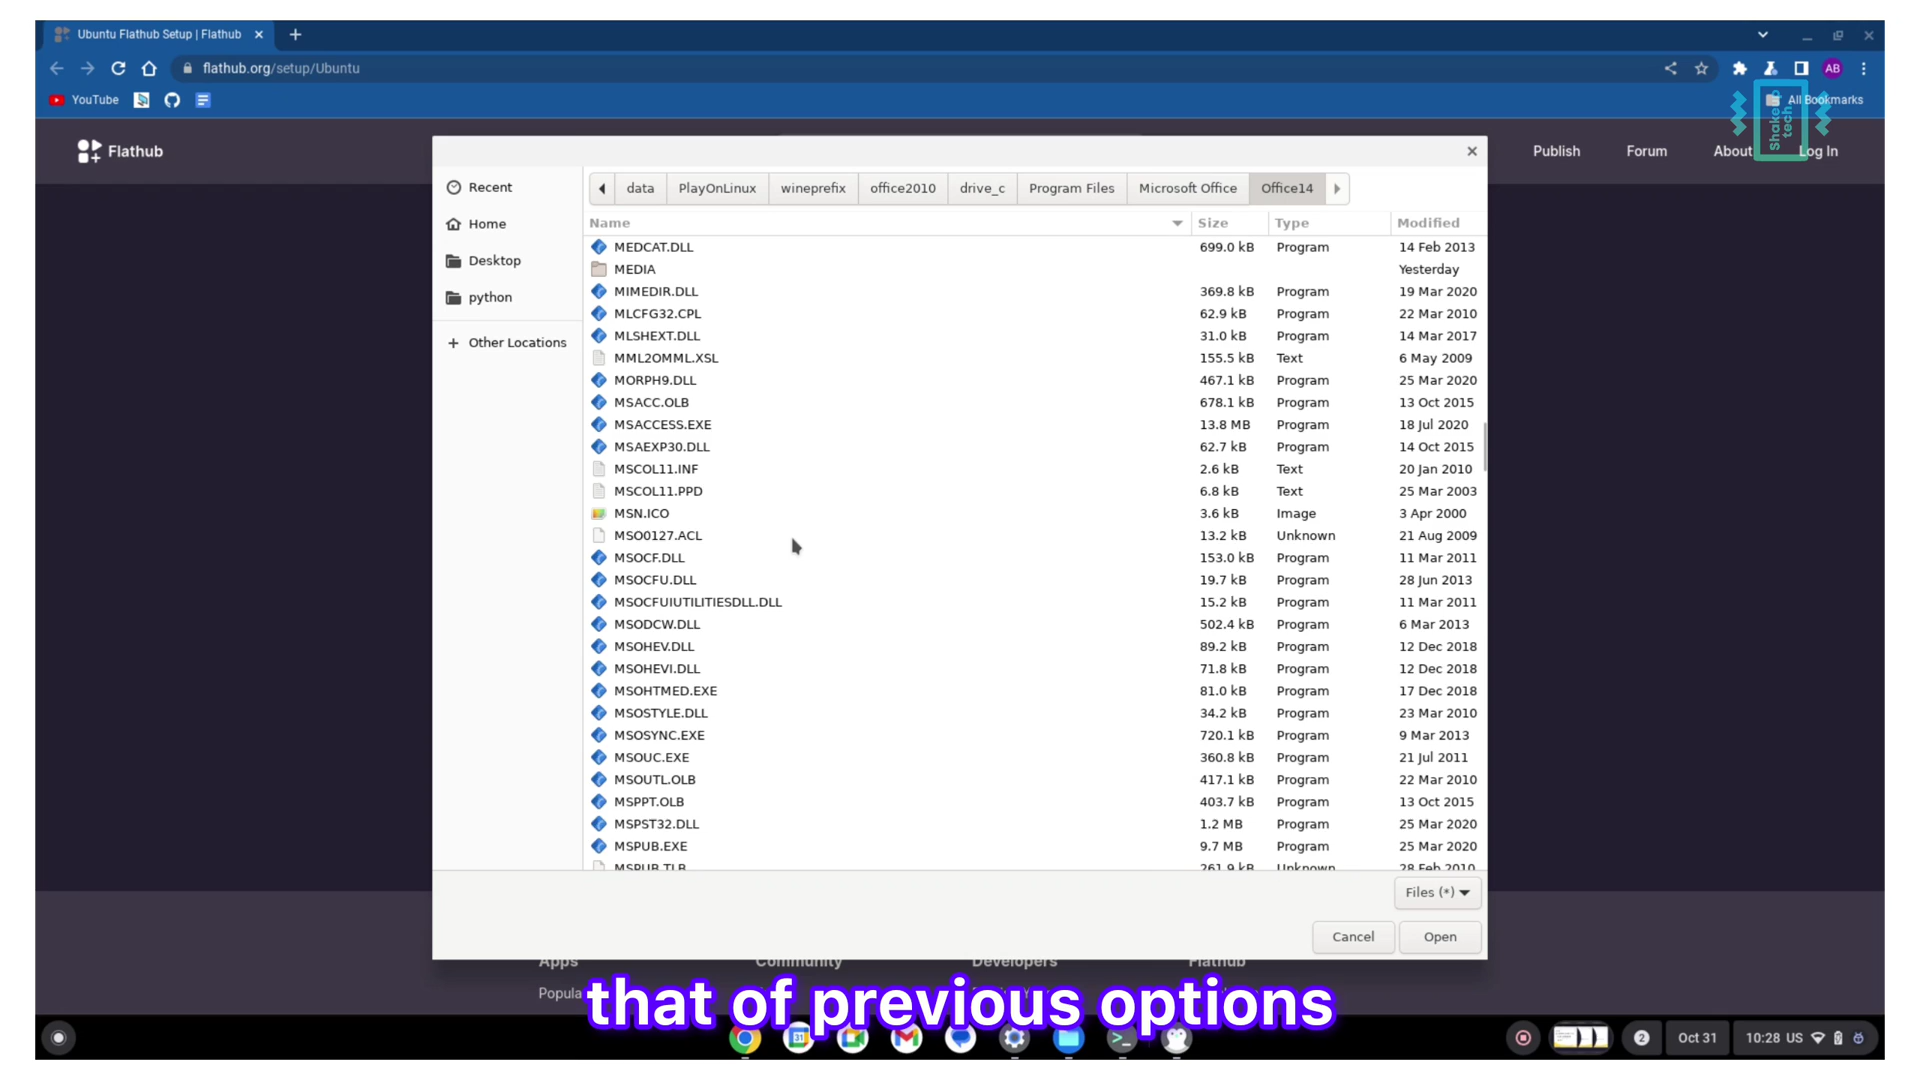 Ubuntu Flathub Setup | Flathub
flathub.org/setup/Ubuntu
AB
YouTube
All Bookmarks
Shakeup tech
Flathub
Publish Forum About Log In
Recent
Home
Desktop
python
Other Locations
data PlayOnLinux wineprefix office2010 drive_c Program Files Microsoft Office Office14
Name Size Type Modified
MEDCAT.DLL 699.0 kB Program 14 Feb 2013
MEDIA Yesterday
MIMEDIR.DLL 369.8 kB Program 19 Mar 2020
MLCFG32.CPL 62.9 kB Program 22 Mar 2010
MLSHEXT.DLL 31.0 kB Program 14 Mar 2017
MML2OMML.XSL 155.5 kB Text 6 May 2009
MORPH9.DLL 467.1 kB Program 25 Mar 2020
MSACC.OLB 678.1 kB Program 13 Oct 2015
MSACCESS.EXE 13.8 MB Program 18 Jul 2020
MSAEXP30.DLL 62.7 kB Program 14 Oct 2015
MSCOL11.INF 2.6 kB Text 20 Jan 2010
MSCOL11.PPD 6.8 kB Text 25 Mar 2003
MSN.ICO 3.6 kB Image 3 Apr 2000
MSO0127.ACL 13.2 kB Unknown 21 Aug 2009
MSOCF.DLL 153.0 kB Program 11 Mar 2011
MSOCFU.DLL 19.7 kB Program 28 Jun 2013
MSOCFUIUTILITIESDLL.DLL 15.2 kB Program 11 Mar 2011
MSODCW.DLL 502.4 kB Program 6 Mar 2013
MSOHEV.DLL 89.2 kB Program 12 Dec 2018
MSOHEVI.DLL 71.8 kB Program 12 Dec 2018
MSOHTMED.EXE 81.0 kB Program 17 Dec 2018
MSOSTYLE.DLL 34.2 kB Program 23 Mar 2010
MSOSYNC.EXE 720.1 kB Program 9 Mar 2013
MSOUC.EXE 360.8 kB Program 21 Jul 2011
MSOUTL.OLB 417.1 kB Program 22 Mar 2010
MSPPT.OLB 403.7 kB Program 13 Oct 2015
MSPST32.DLL 1.2 MB Program 25 Mar 2020
MSPUB.EXE 9.7 MB Program 25 Mar 2020
MSPUB.TLB 261.9 kB Unknown 28 Feb 2010
Files (*)
Cancel Open
Apps Community Developers Flathub
Popula
that of previous options
31
2
Oct 31
10:28 US